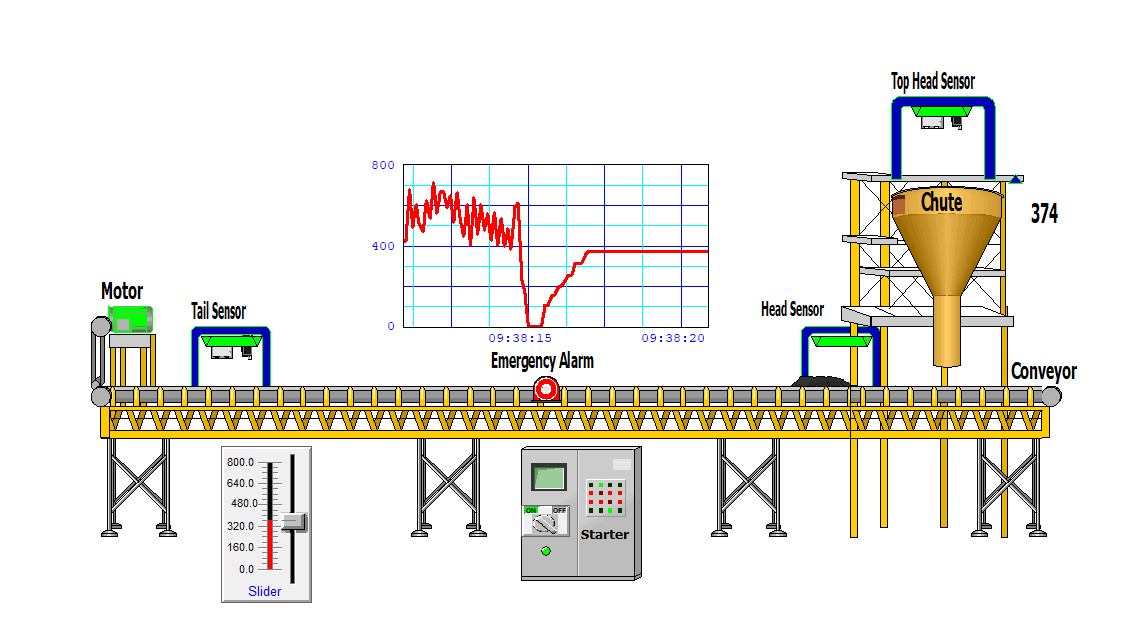 Top Head Sensor
800
Chute
374
400
Motor
Tail Sensor
Head Sensor
0
09:38:15
09:38:20
Emergency Alarm
Conveyor
800.0
640.0
480.0
320.0
160.0
0.0
Slider
ON
OFF
Starter